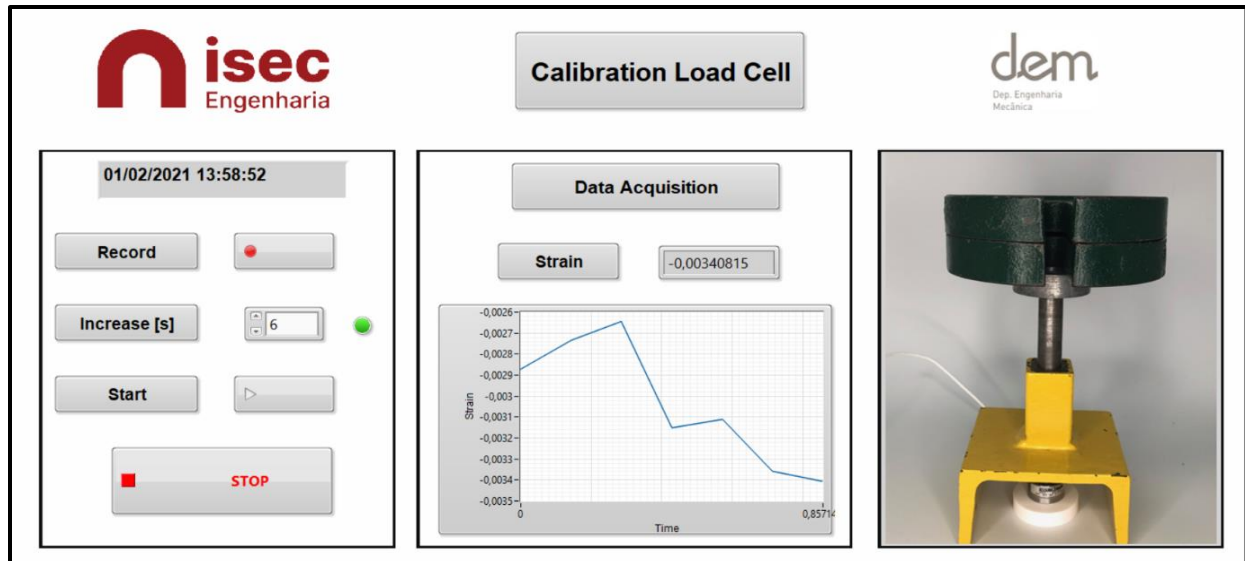 isec
Engenharia
Calibration Load Cell
dem
Dep. Engenharia
Mecânica
01/02/2021 13:58:52
Record
Increase [s]
6
Start
STOP
Data Acquisition
Strain
-0,00340815
-0,0026
-0,0027
-0,0028
-0,0029
-0,003
-0,0031
-0,0032
-0,0033
-0,0034
-0,0035
Strain
0
0,85714
Time